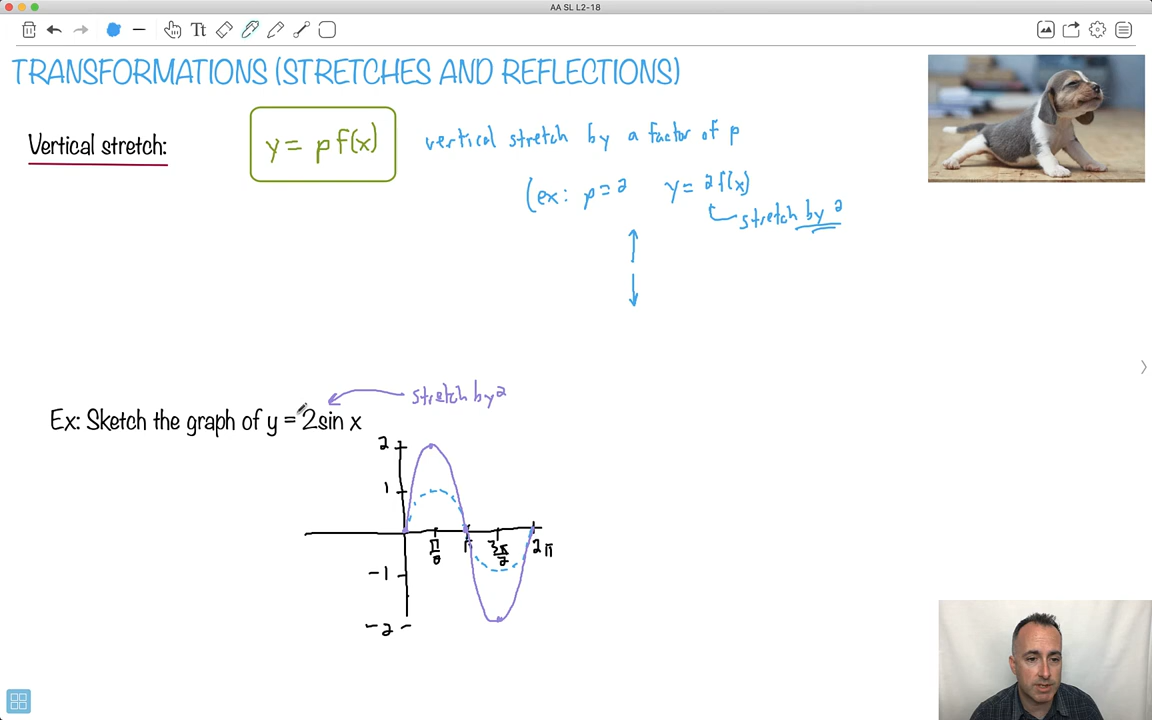 AA SL L2-18
Tt
TRANSFORMATIONS (STRETCHES AND REFLECTIONS)
Vertical stretch:
y = p f(x)
vertical stretch by a factor of p
(ex: p = 2 y = 2f(x)
stretch by 2
stretch by 2
Ex: Sketch the graph of y = 2sin x
2
1
π/2 π 3π/2 2π
-1
-2